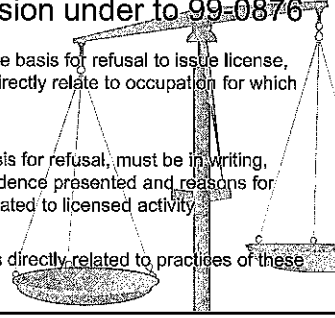 sion under to 99-0876
e basis for refusal to issue license,
directly relate to occupation for which
sis for refusal, must be in writing,
dence presented and reasons for
ated to licensed activity
s directly related to practices of these